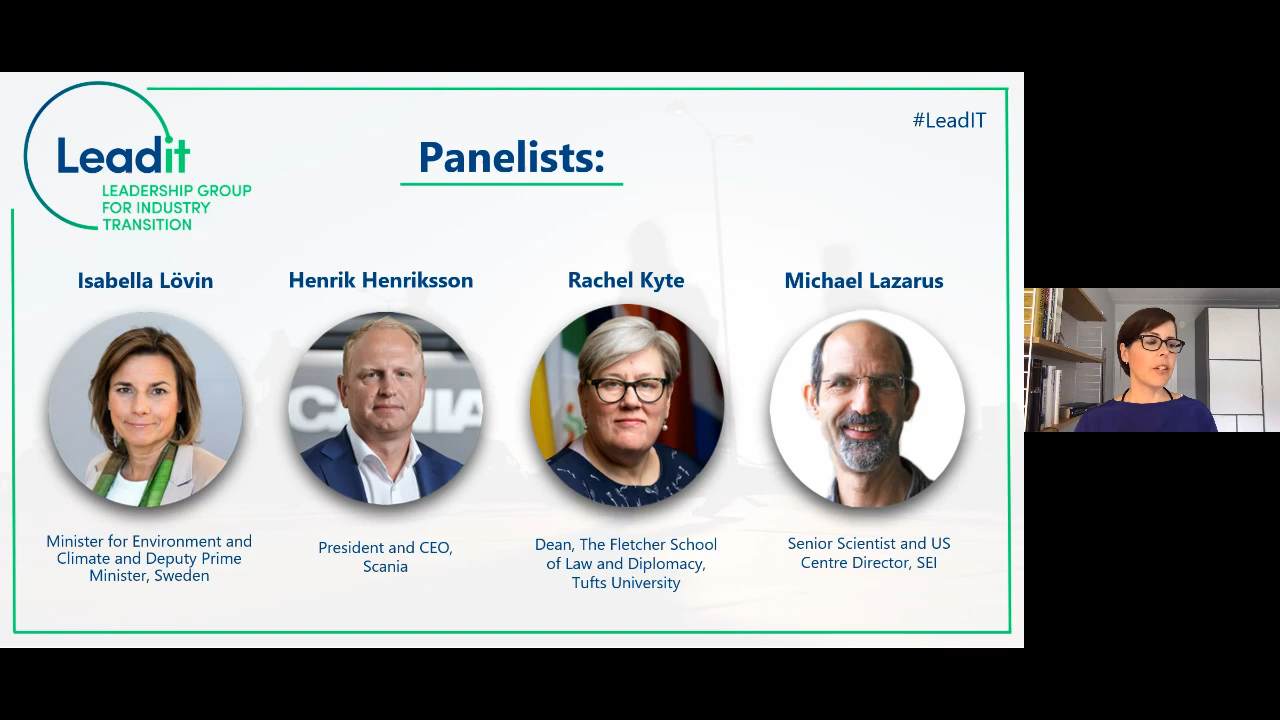 #LeadIT
Leadit
LEADERSHIP GROUP
FOR INDUSTRY
TRANSITION
Panelists:
Isabella Lövin
Minister for Environment and
Climate and Deputy Prime
Minister, Sweden
Henrik Henriksson
President and CEO,
Scania
Rachel Kyte
Dean, The Fletcher School
of Law and Diplomacy,
Tufts University
Michael Lazarus
Senior Scientist and US
Centre Director, SEI